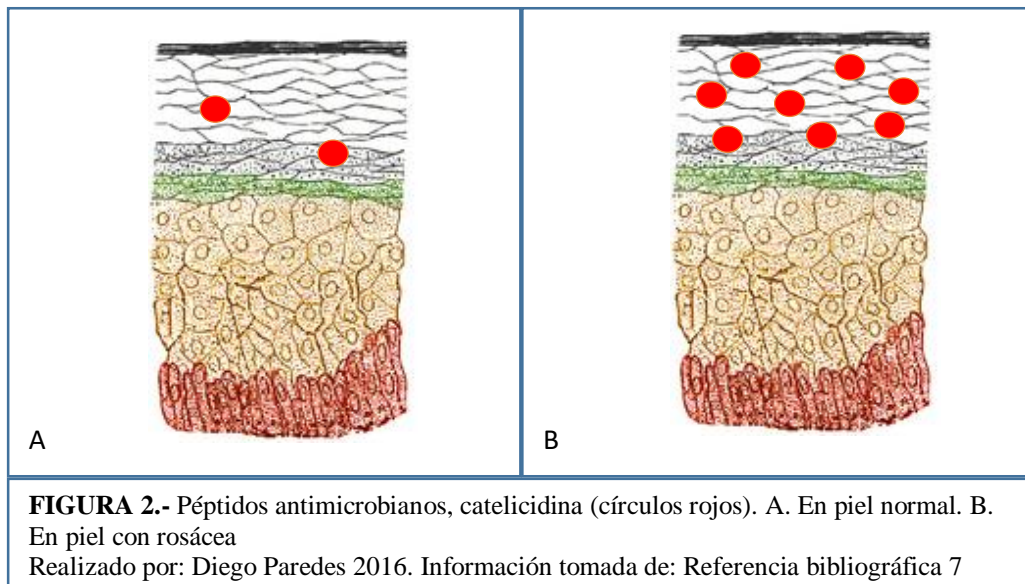 A
B
FIGURA 2.- Péptidos antimicrobianos, catelicidina (círculos rojos). A. En piel normal. B.
En piel con rosácea
Realizado por: Diego Paredes 2016. Información tomada de: Referencia bibliográfica 7